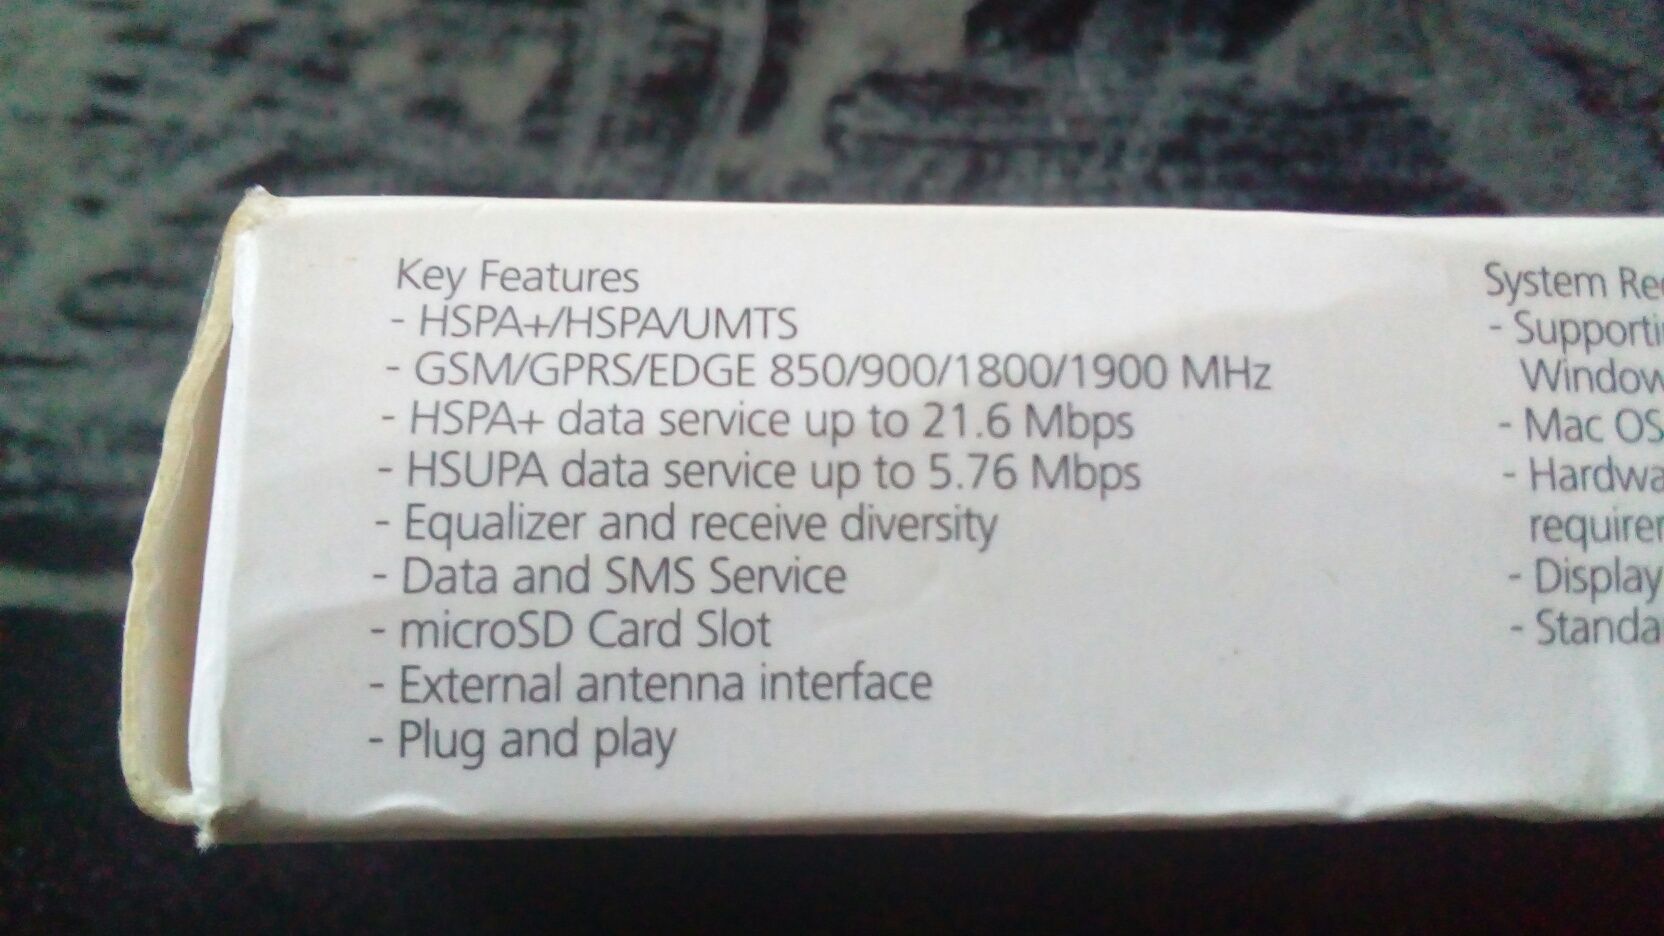 Key Features
- HSPA+/HSPA/UMTS
- GSM/GPRS/EDGE 850/900/1800/1900 MHz
- HSPA+ data service up to 21.6 Mbps
- HSUPA data service up to 5.76 Mbps
- Equalizer and receive diversity
- Data and SMS Service
- microSD Card Slot
- External antenna interface
- Plug and play
System
-
-
- Mac OS
-
- Display
-